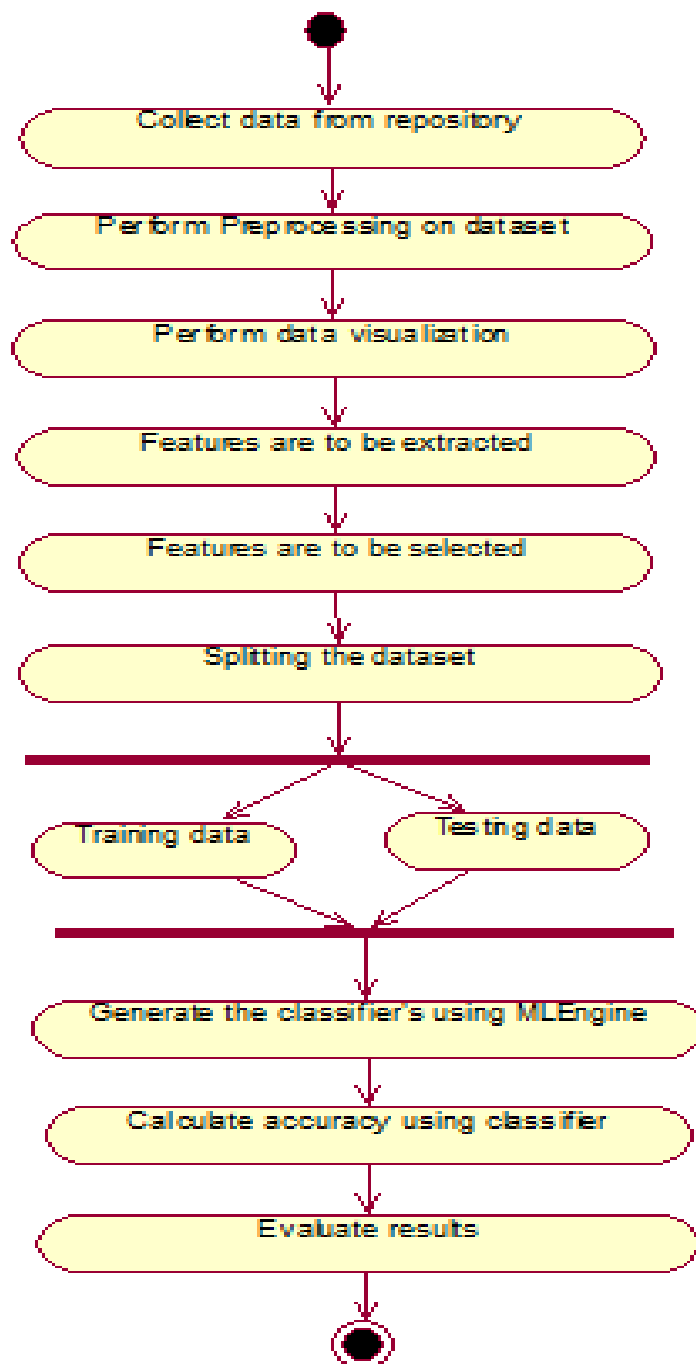 Collect data from repository
Perform Preprocessing on dataset
Perform data visualization
Features are to be extracted
Features are to be selected
Splitting the dataset
Training data
Testing data
Generate the classifier's using MLEngine
Calculate accuracy using classifier
Evaluate results